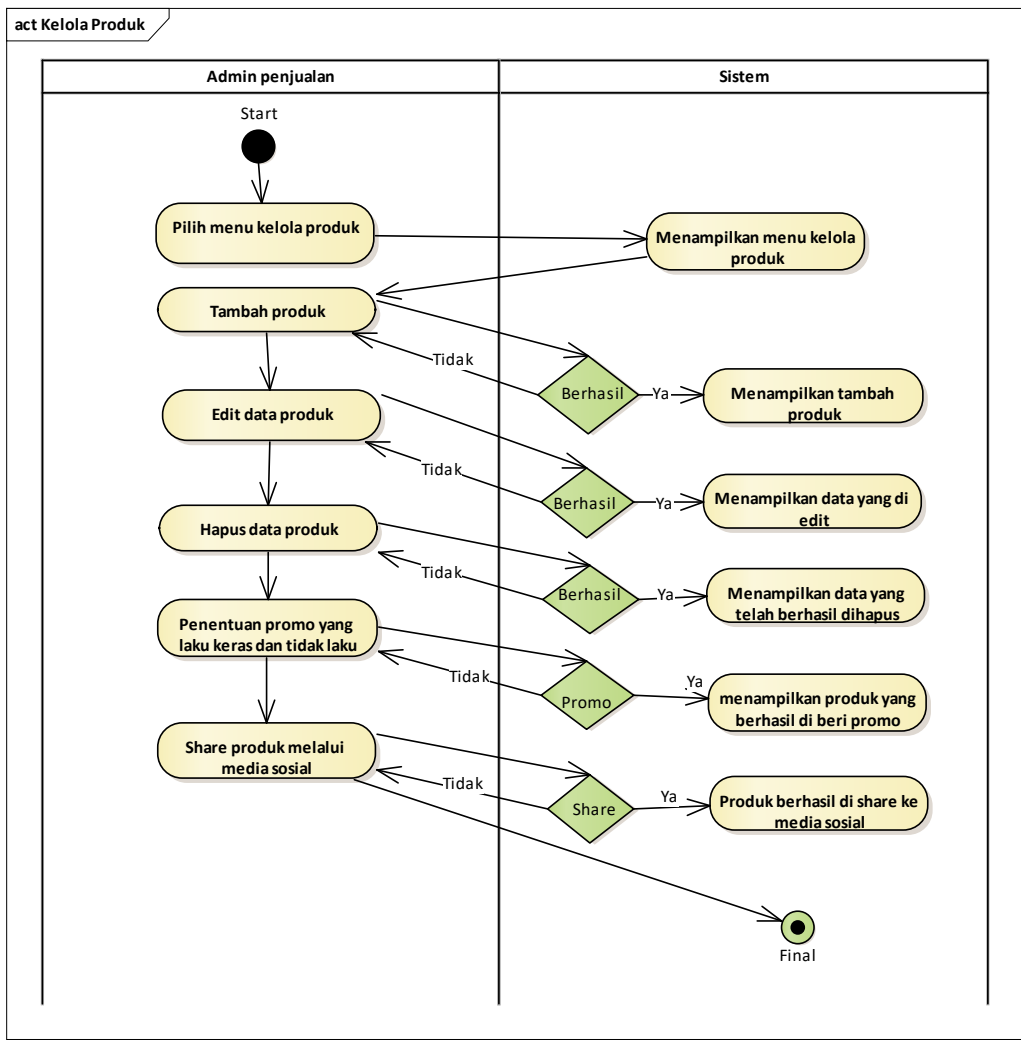 act Kelola Produk
Admin penjualan
Sistem
Start
Pilih menu kelola produk
Menampilkan menu kelola
produk
Tambah produk
Tidak
Berhasil
Ya
Menampilkan tambah
produk
Edit data produk
Tidak
Berhasil
Ya
Menampilkan data yang di
edit
Hapus data produk
Tidak
Berhasil
Ya
Menampilkan data yang
telah berhasil dihapus
Penentuan promo yang
laku keras dan tidak laku
Tidak
Promo
Ya
menampilkan produk yang
berhasil di beri promo
Share produk melalui
media sosial
Tidak
Share
Ya
Produk berhasil di share ke
media sosial
Final